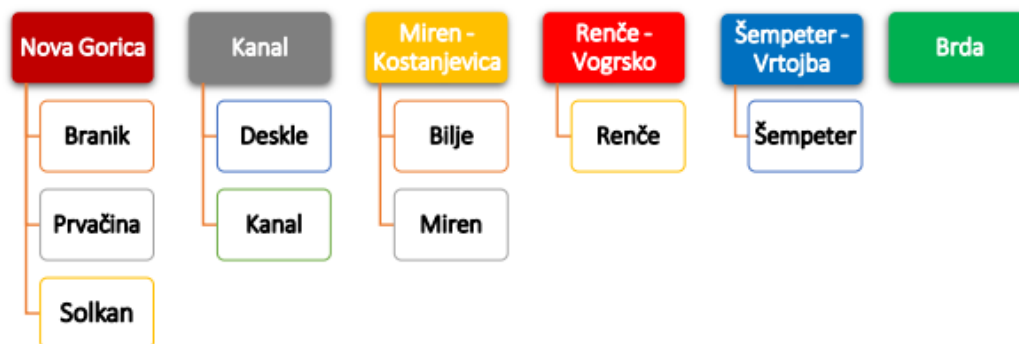 Nova Gorica
Kanal
Miren -
Kostanjevica
Renče -
Vogrsko
Šempeter -
Vrtojba
Brda
Branik
Deskle
Bilje
Renče
Šempeter
Prvačina
Kanal
Miren
Solkan